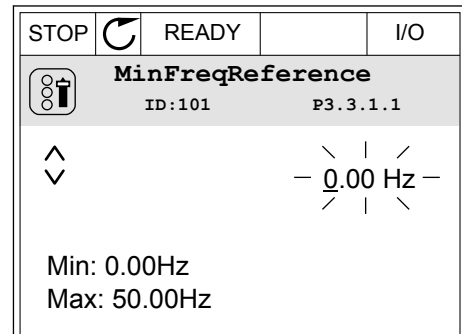 STOP READY I/O
MinFreqReference
ID:101 P3.3.1.1
0.00 Hz
Min: 0.00Hz
Max: 50.00Hz